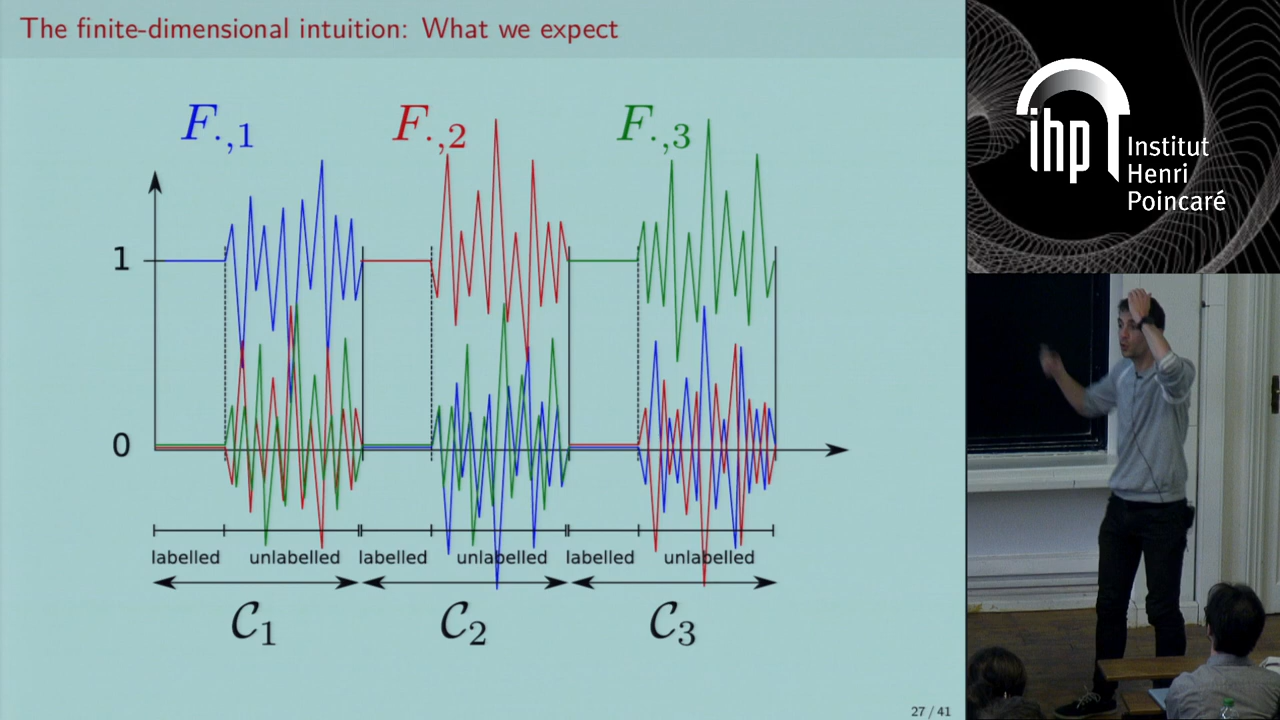 The finite-dimensional intuition: What we expect
F.,1 F.,2 F.,3
1
0
labelled unlabelled labelled unlabelled labelled unlabelled
C1 C2 C3
27 / 41
ihp Institut
Henri
Poincaré